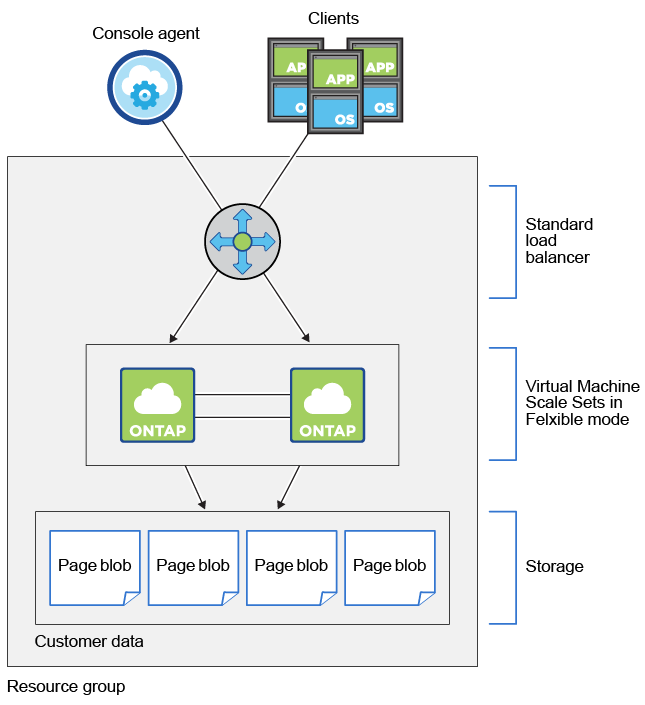 Clients
Console agent
APP
APP
APP
OS
OS
Standard
load
balancer
ONTAP
ONTAP
Virtual Machine
Scale Sets in
Felxible mode
Page blob
Page blob
Page blob
Page blob
Storage
Customer data
Resource group